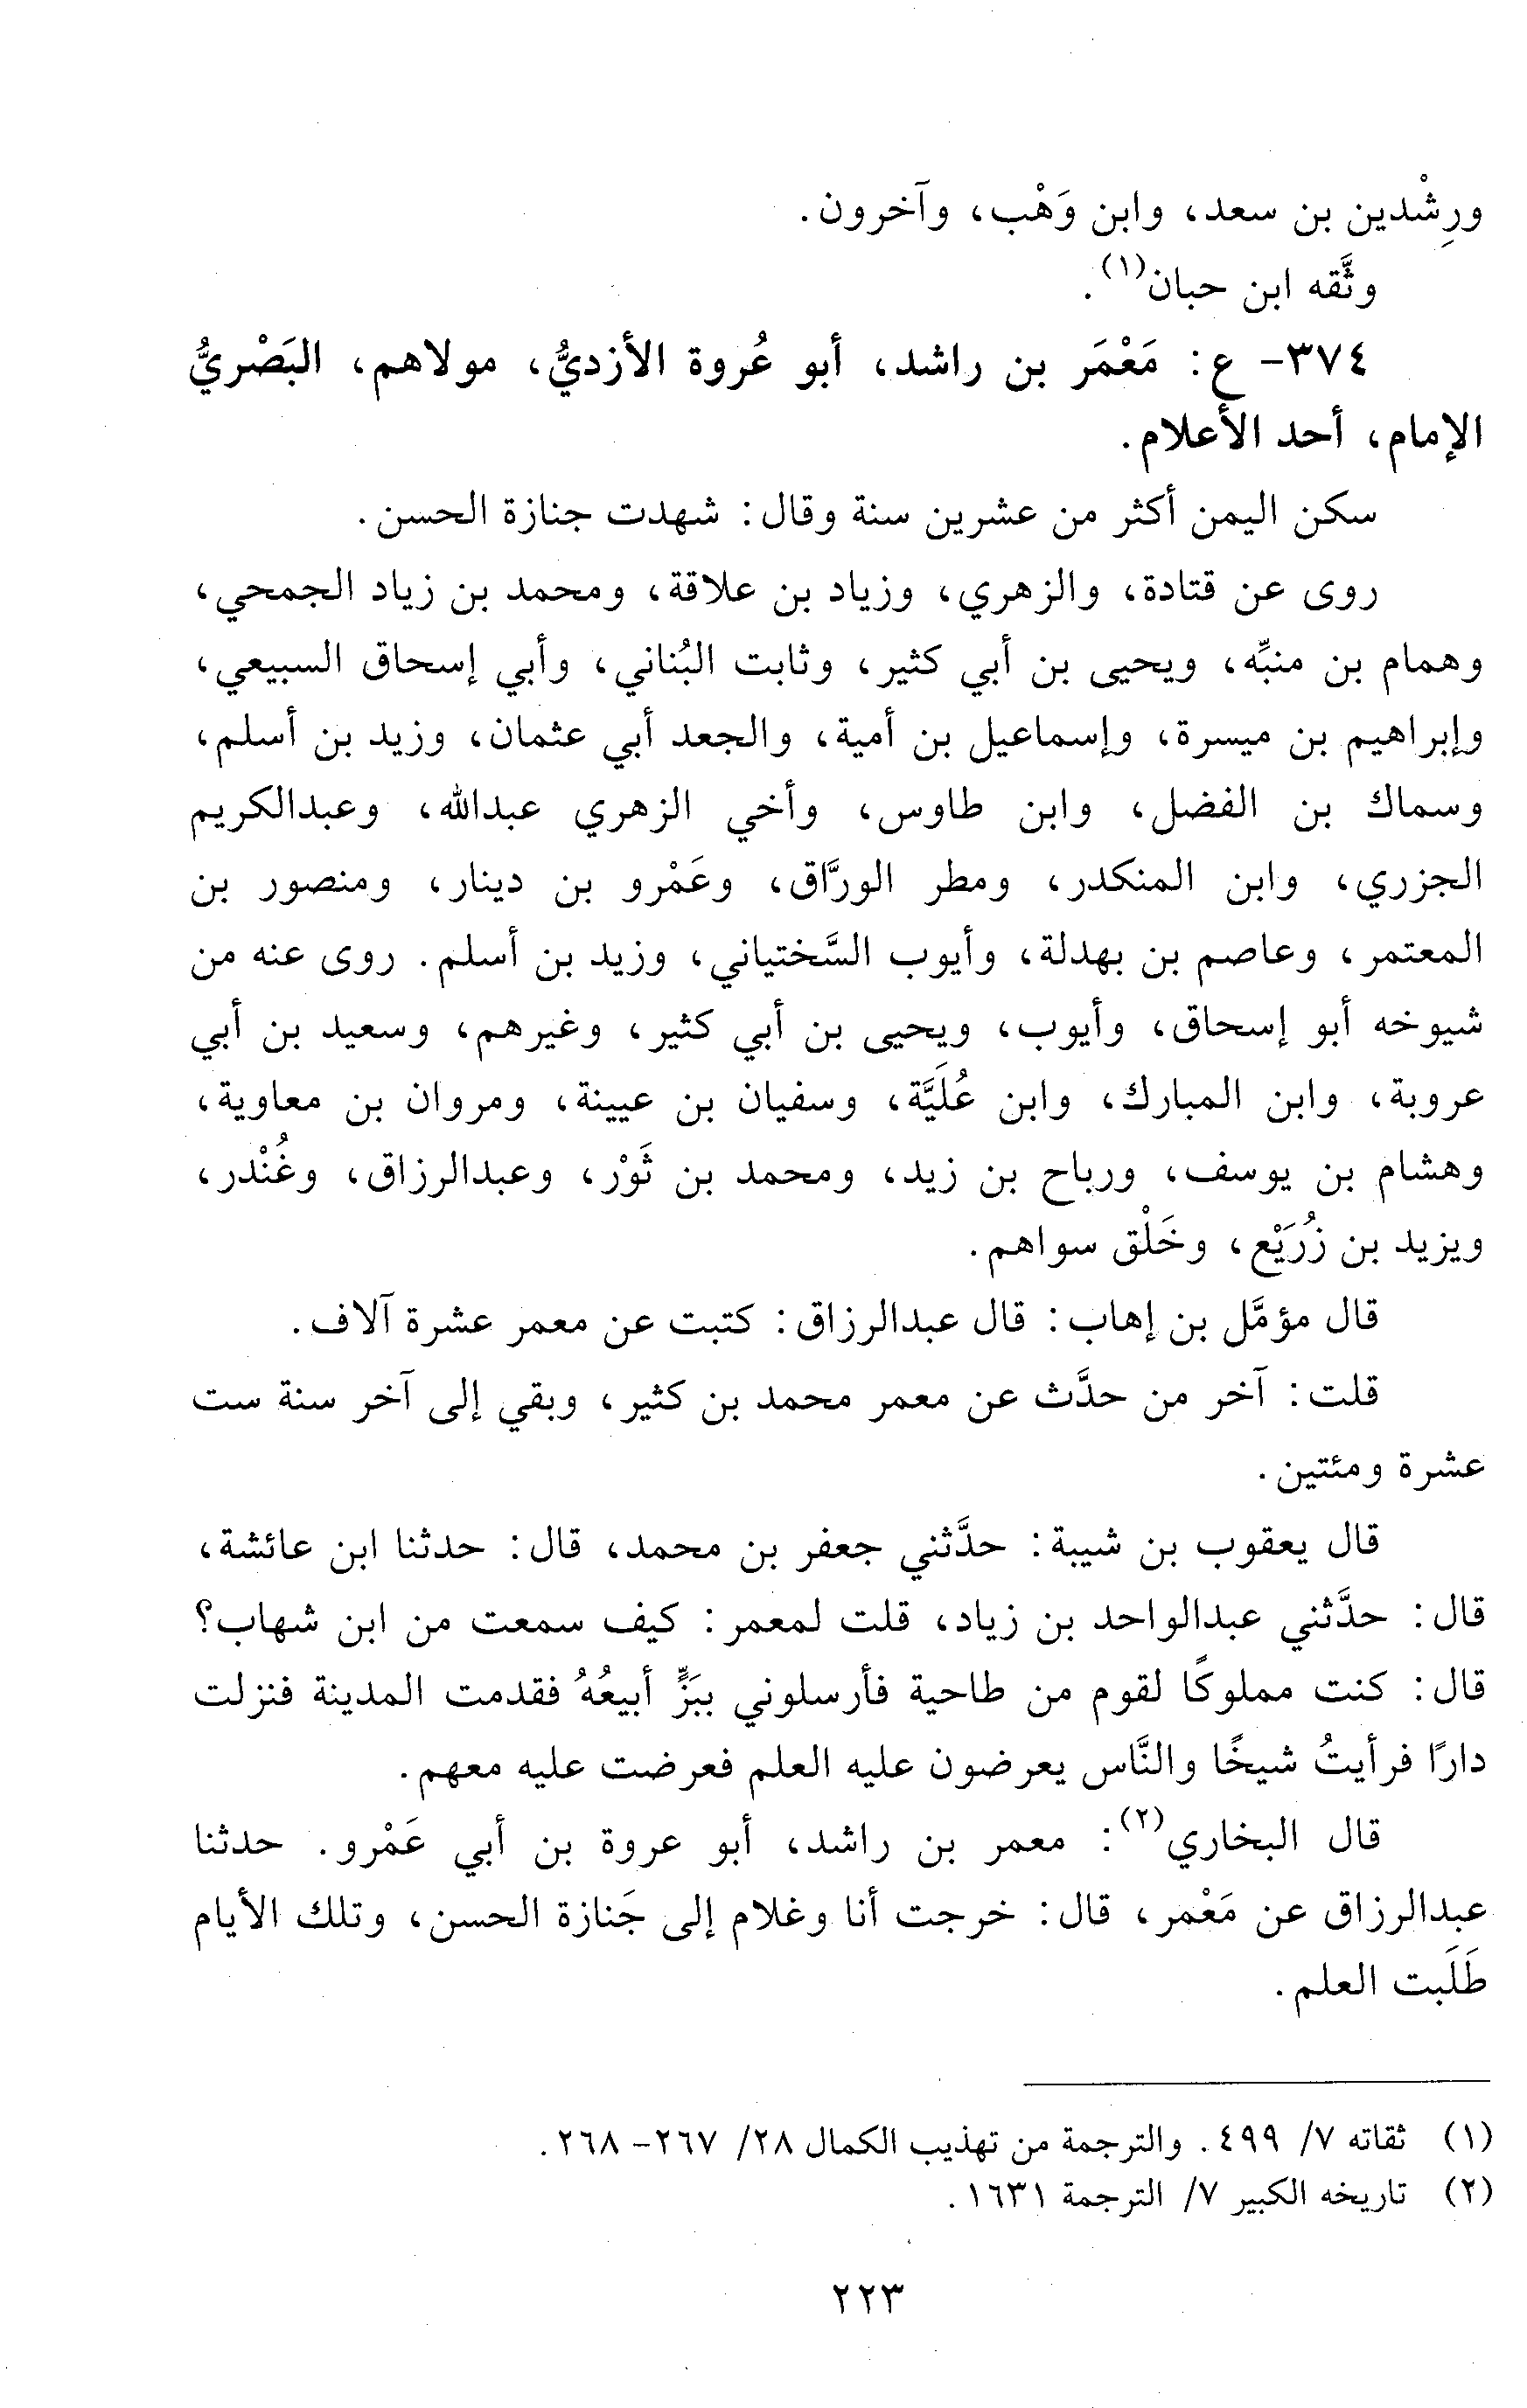 ورِشْدين بن سعد، وابن وَهْب، وآخرون.
وثَّقه ابن حبان(١).
٣٧٤- ع: مَعْمَر بن راشد، أبو عُروة الأزديُّ، مولاهم، البَصْريُّ
الإمام، أحد الأعلام.
سكن اليمن أكثر من عشرين سنة وقال: شهدت جنازة الحسن.
روى عن قتادة، والزهري، وزياد بن علاقة، ومحمد بن زياد الجمحي،
وهمام بن منبِّه، ويحيى بن أبي كثير، وثابت البُناني، وأبي إسحاق السبيعي،
وإبراهيم بن ميسرة، وإسماعيل بن أمية، والجعد أبي عثمان، وزيد بن أسلم،
وسماك بن الفضل، وابن طاوس، وأخي الزهري عبدالله، وعبدالكريم
الجزري، وابن المنكدر، ومطر الورَّاق، وعَمْرو بن دينار، ومنصور بن
المعتمر، وعاصم بن بهدلة، وأيوب السَّختياني، وزيد بن أسلم. روى عنه من
شيوخه أبو إسحاق، وأيوب، ويحيى بن أبي كثير، وغيرهم، وسعيد بن أبي
عروبة، وابن المبارك، وابن عُلَيَّة، وسفيان بن عيينة، ومروان بن معاوية،
وهشام بن يوسف، ورباح بن زيد، ومحمد بن ثَوْر، وعبدالرزاق، وغُنْدر،
ويزيد بن زُرَيْع، وخَلْق سواهم.
قال مؤمَّل بن إهاب: قال عبدالرزاق: كتبت عن معمر عشرة آلاف.
قلت: آخر من حدَّث عن معمر محمد بن كثير، وبقي إلى آخر سنة ست
عشرة ومئتين.
قال يعقوب بن شيبة: حدَّثني جعفر بن محمد، قال: حدثنا ابن عائشة،
قال: حدَّثني عبدالواحد بن زياد، قلت لمعمر: كيف سمعت من ابن شهاب؟
قال: كنت مملوكًا لقوم من طاحية فأرسلوني ببَزٍّ أبيعُهُ فقدمت المدينة فنزلت
دارًا فرأيتُ شيخًا والنَّاس يعرضون عليه العلم فعرضت عليه معهم.
قال البخاري(٢): معمر بن راشد، أبو عروة بن أبي عَمْرو. حدثنا
عبدالرزاق عن مَعْمر، قال: خرجت أنا وغلام إلى جَنازة الحسن، وتلك الأيام
طَلَبت العلم.
(١) ثقاته ٧/ ٤٩٩. والترجمة من تهذيب الكمال ٢٨/ ٢٦٧- ٢٦٨.
(٢) تاريخه الكبير ٧/ الترجمة ١٦٣١.
٢٢٣